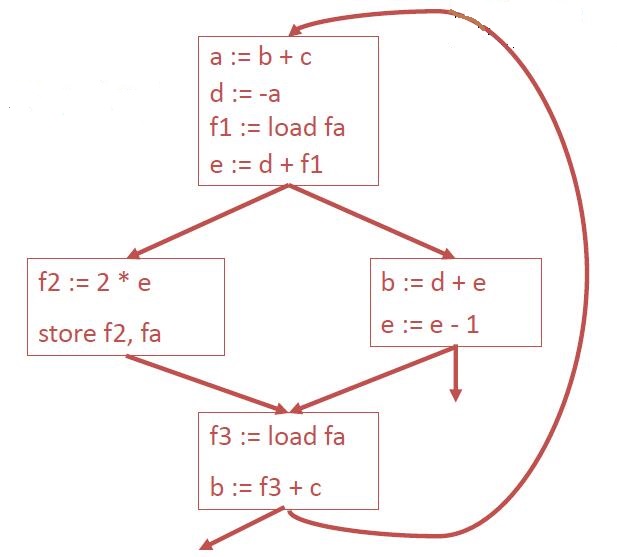 a := b + c
d := -a
f1 := load fa
e := d + f1
f2 := 2 * e
store f2, fa
b := d + e
e := e - 1
f3 := load fa
b := f3 + c